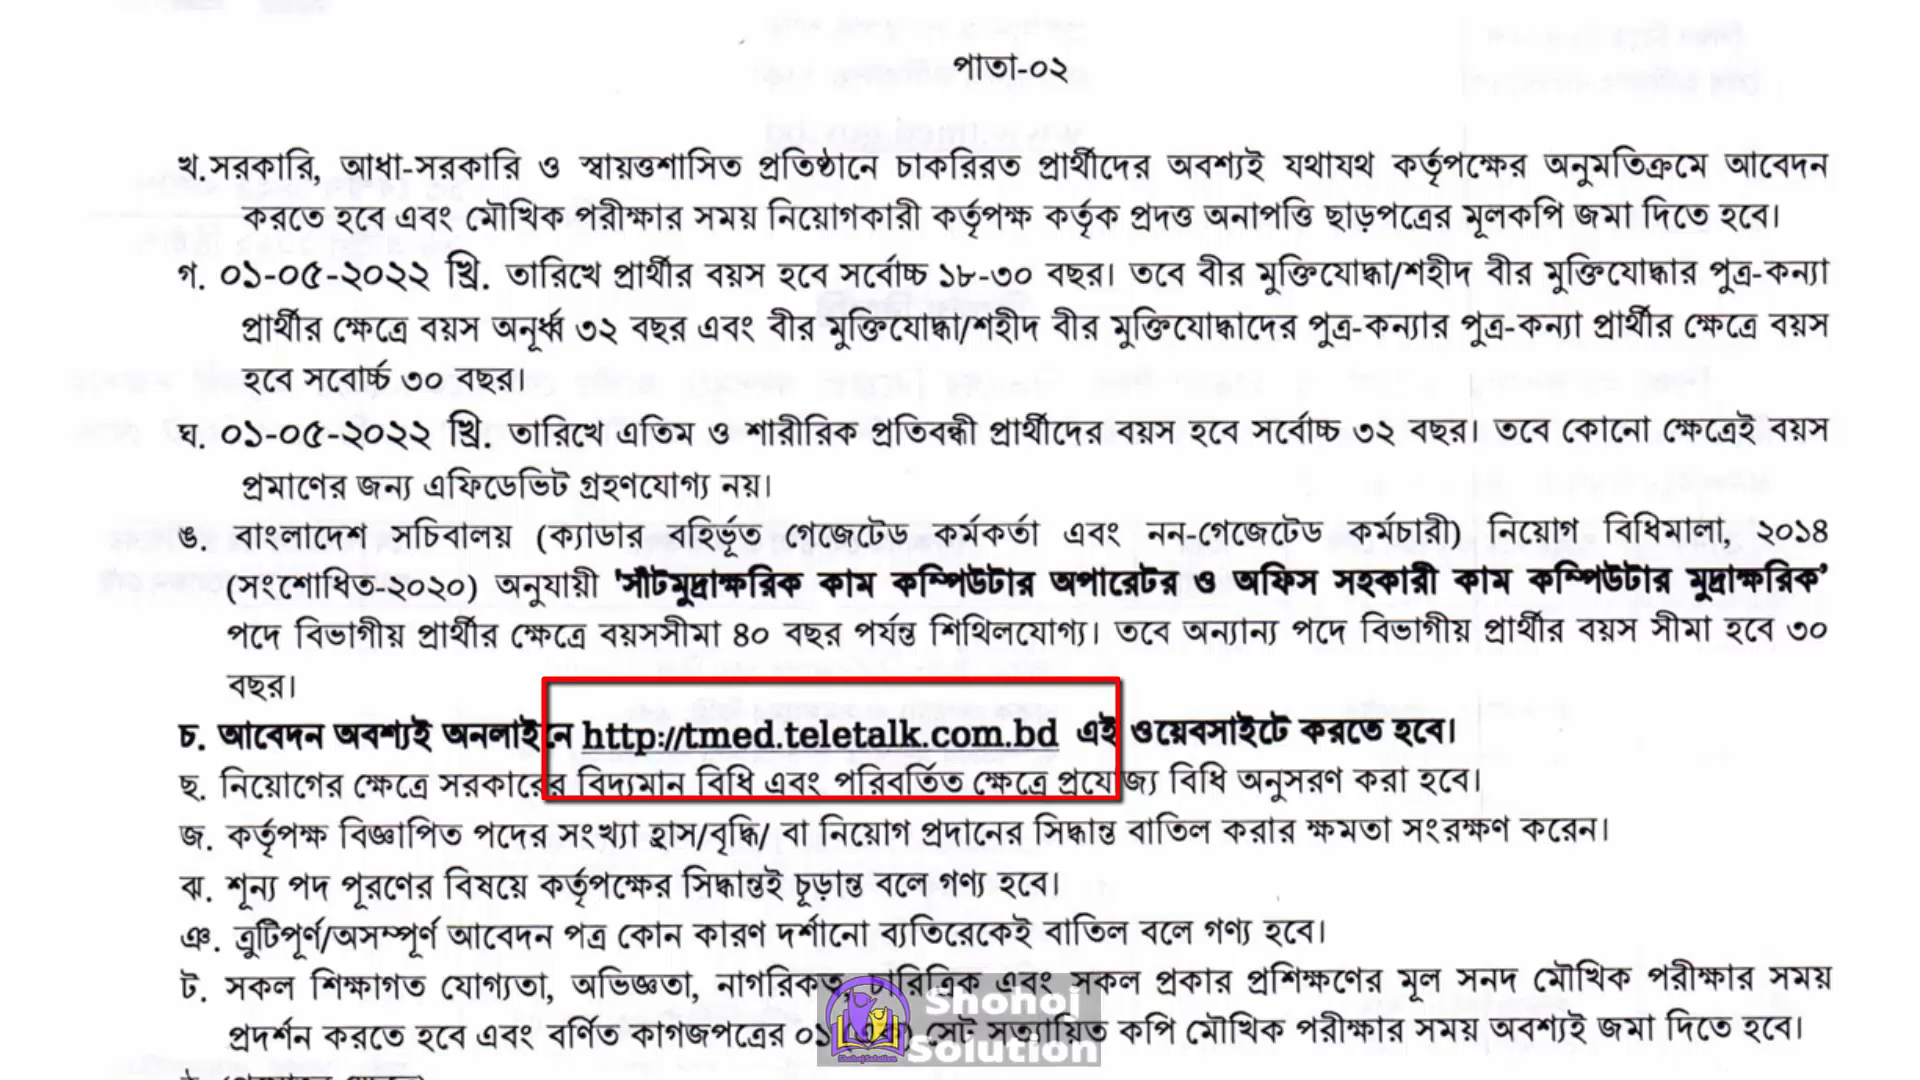 পাতা-০২
খ.সরকারি, আধা-সরকারি ও স্বায়ত্তশাসিত প্রতিষ্ঠানে চাকরিরত প্রার্থীদের অবশ্যই যথাযথ কর্তৃপক্ষের অনুমতিক্রমে আবেদন
করতে হবে এবং মৌখিক পরীক্ষার সময় নিয়োগকারী কর্তৃপক্ষ কর্তৃক প্রদত্ত অনাপত্তি ছাড়পত্রের মূলকপি জমা দিতে হবে।
গ. ০১-০৫-২০২২ খ্রি. তারিখে প্রার্থীর বয়স হবে সর্বোচ্চ ১৮-৩০ বছর। তবে বীর মুক্তিযোদ্ধা/শহীদ বীর মুক্তিযোদ্ধার পুত্র-কন্যা
প্রার্থীর ক্ষেত্রে বয়স অনূর্ধ্ব ৩২ বছর এবং বীর মুক্তিযোদ্ধা/শহীদ বীর মুক্তিযোদ্ধাদের পুত্র-কন্যার পুত্র-কন্যা প্রার্থীর ক্ষেত্রে বয়স
হবে সবোর্চ্চ ৩০ বছর।
ঘ. ০১-০৫-২০২২ খ্রি. তারিখে এতিম ও শারীরিক প্রতিবন্ধী প্রার্থীদের বয়স হবে সর্বোচ্চ ৩২ বছর। তবে কোনো ক্ষেত্রেই বয়স
প্রমাণের জন্য এফিডেভিট গ্রহণযোগ্য নয়।
ঙ. বাংলাদেশ সচিবালয় (ক্যাডার বহির্ভূত গেজেটেড কর্মকর্তা এবং নন-গেজেটেড কর্মচারী) নিয়োগ বিধিমালা, ২০১৪
(সংশোধিত-২০২০) অনুযায়ী 'সাঁটমুদ্রাক্ষরিক কাম কম্পিউটার অপারেটর ও অফিস সহকারী কাম কম্পিউটার মুদ্রাক্ষরিক’
পদে বিভাগীয় প্রার্থীর ক্ষেত্রে বয়সসীমা ৪০ বছর পর্যন্ত শিথিলযোগ্য। তবে অন্যান্য পদে বিভাগীয় প্রার্থীর বয়স সীমা হবে ৩০
বছর।
চ. আবেদন অবশ্যই অনলাইনে http://tmed.teletalk.com.bd এই ওয়েবসাইটে করতে হবে।
ছ. নিয়োগের ক্ষেত্রে সরকারের বিদ্যমান বিধি এবং পরিবর্তিত ক্ষেত্রে প্রযোজ্য বিধি অনুসরণ করা হবে।
জ. কর্তৃপক্ষ বিজ্ঞাপিত পদের সংখ্যা হ্রাস/বৃদ্ধি/ বা নিয়োগ প্রদানের সিদ্ধান্ত বাতিল করার ক্ষমতা সংরক্ষণ করেন।
ঝ. শূন্য পদ পূরণের বিষয়ে কর্তৃপক্ষের সিদ্ধান্তই চূড়ান্ত বলে গণ্য হবে।
ঞ. ত্রুটিপূর্ণ/অসম্পূর্ণ আবেদন পত্র কোন কারণ দর্শানো ব্যতিরেকেই বাতিল বলে গণ্য হবে।
ট. সকল শিক্ষাগত যোগ্যতা, অভিজ্ঞতা, নাগরিকত্ব, চারিত্রিক এবং সকল প্রকার প্রশিক্ষণের মূল সনদ মৌখিক পরীক্ষার সময়
প্রদর্শন করতে হবে এবং বর্ণিত কাগজপত্রের ০১ (এক) সেট সত্যায়িত কপি মৌখিক পরীক্ষার সময় অবশ্যই জমা দিতে হবে।
Shohoj
Solution